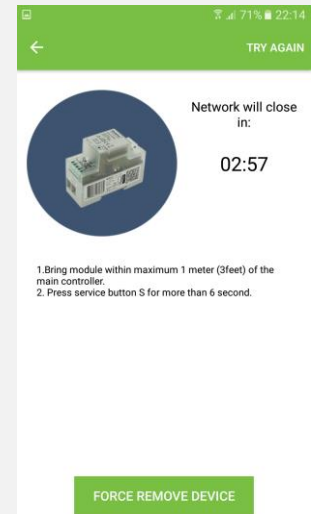 71% 22:14
TRY AGAIN
Network will close
in:
02:57
1.Bring module within maximum 1 meter (3feet) of the
main controller.
2. Press service button S for more than 6 second.
FORCE REMOVE DEVICE